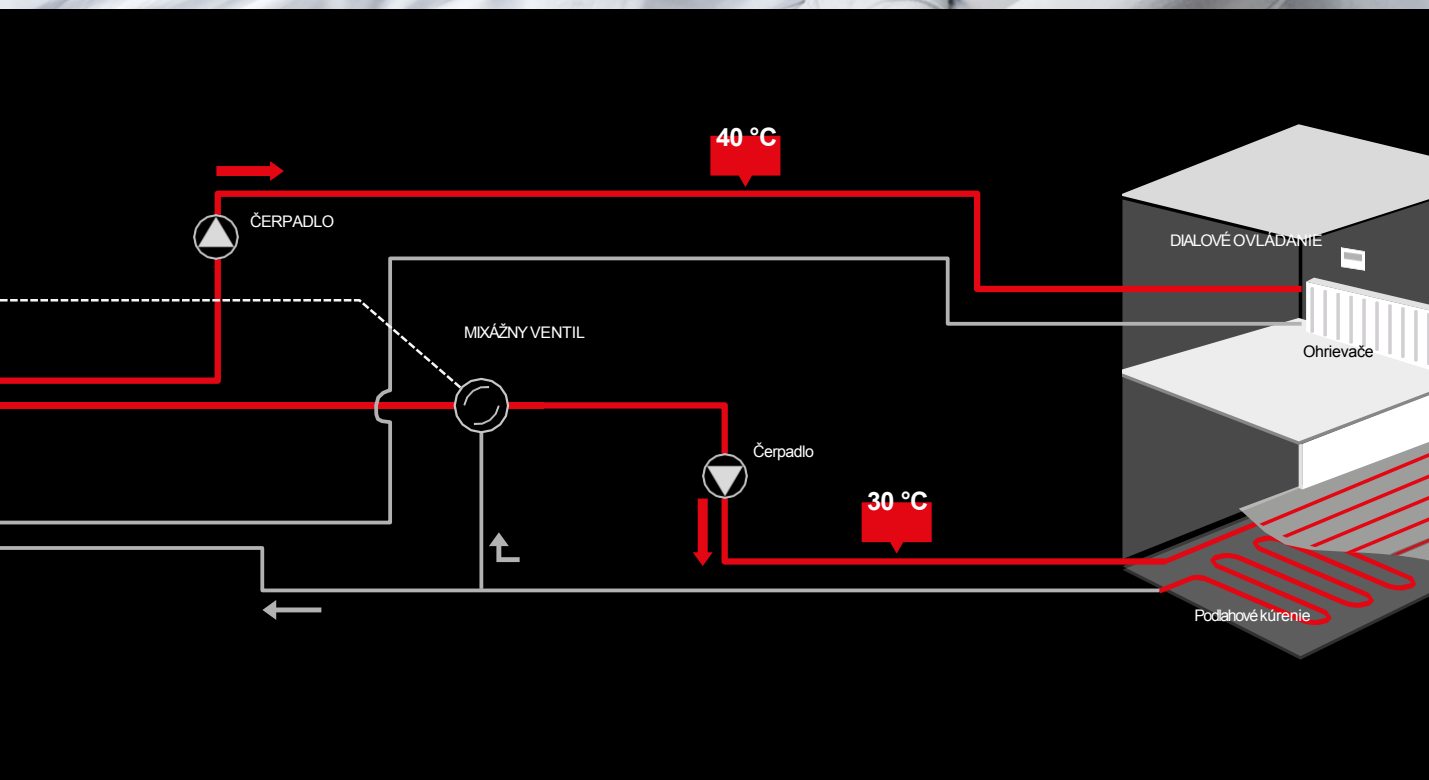 40 °C
ČERPADLO
DIALOVÉ OVLÁDANIE
MIXÁŽNY VENTIL
Ohrievače
Čerpadlo
30 °C
Podlahové kúrenie